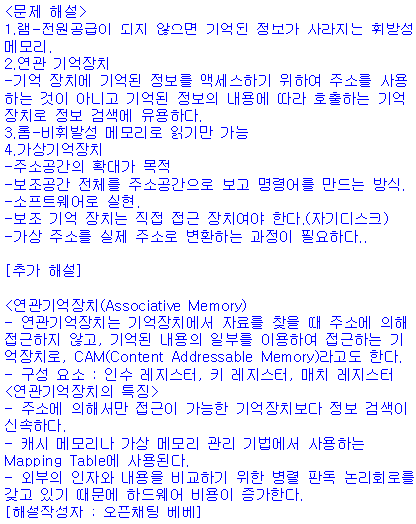 <문제 해설>
1.램-전원공급이 되지 않으면 기억된 정보가 사라지는 휘방성
메모리.
2.연관 기억장치
-기억 장치에 기억된 정보를 액세스하기 위하여 주소를 사용
하는 것이 아니고 기억된 정보의 내용에 따라 호출하는 기억
장치로 정보 검색에 유용하다.
3.롬-비휘발성 메모리로 읽기만 가능
4.가상기억장치
-주소공간의 확대가 목적
-보조공간 전체를 주소공간으로 보고 명령어를 만드는 방식.
-소프트웨어로 실현.
-보조 기억 장치는 직접 접근 장치여야 한다.(자기디스크)
-가상 주소를 실제 주소로 변환하는 과정이 필요하다..
[추가 해설]
<연관기억장치(Associative Memory)
- 연관기억장치는 기억장치에서 자료를 찾을 때 주소에 의해
접근하지 않고, 기억된 내용의 일부를 이용하여 접근하는 기
억장치로, CAM(Content Addressable Memory)라고도 한다.
- 구성 요소 : 인수 레지스터, 키 레지스터, 매치 레지스터
<연관기억장치의 특징>
- 주소에 의해서만 접근이 가능한 기억장치보다 정보 검색이
신속하다.
- 캐시 메모리나 가상 메모리 관리 기법에서 사용하는
Mapping Table에 사용된다.
- 외부의 인자와 내용을 비교하기 위한 병렬 판독 논리회로를
갖고 있기 때문에 하드웨어 비용이 증가한다.
[해설작성자 : 오픈채팅 베베]